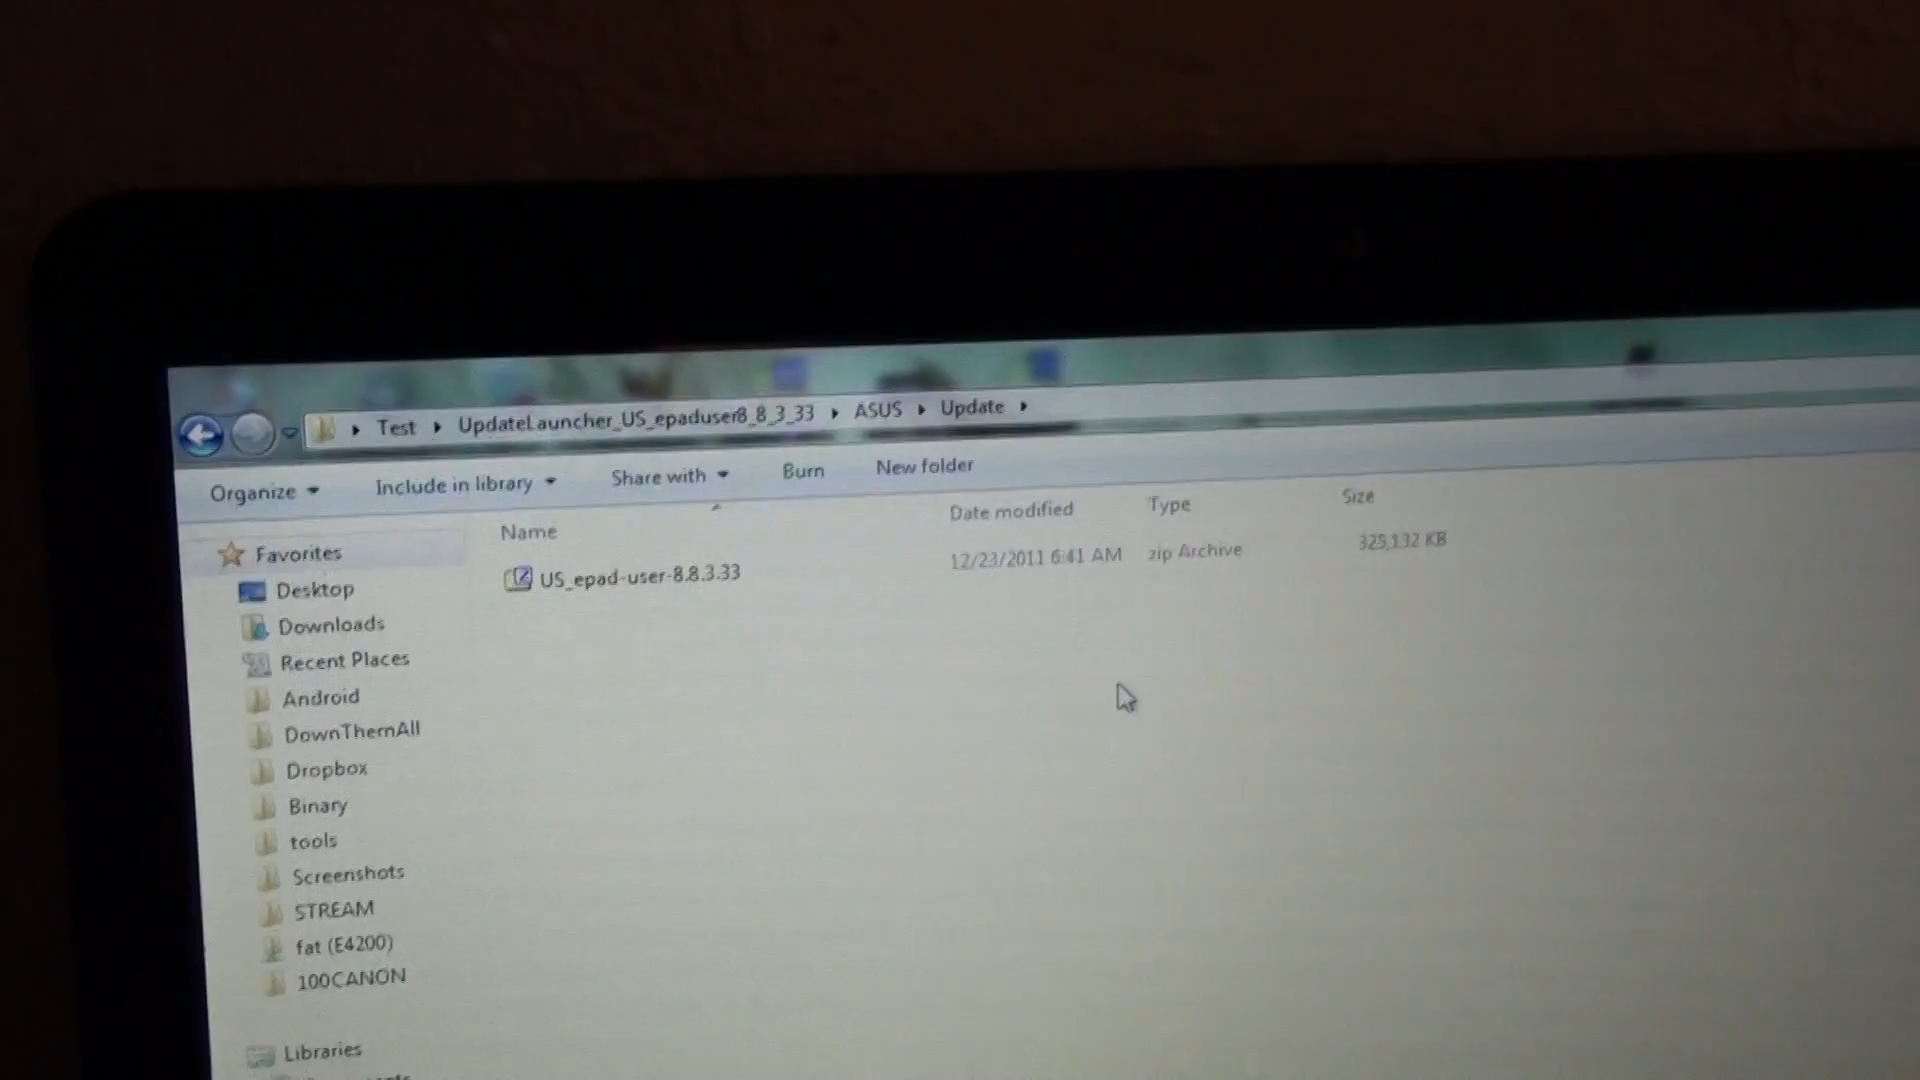 Test UpdateLauncher_US_epaduser8_8_3_33 ASUS Update
Organize Include in library Share with Burn New folder
Name Date modified Type Size
US_epad-user-8.8.3.33 12/23/2011 6:41 AM zip Archive 325,132 KB
Favorites
Desktop
Downloads
Recent Places
Android
DownThemAll
Dropbox
Binary
tools
Screenshots
STREAM
fat (E4200)
100CANON
Libraries